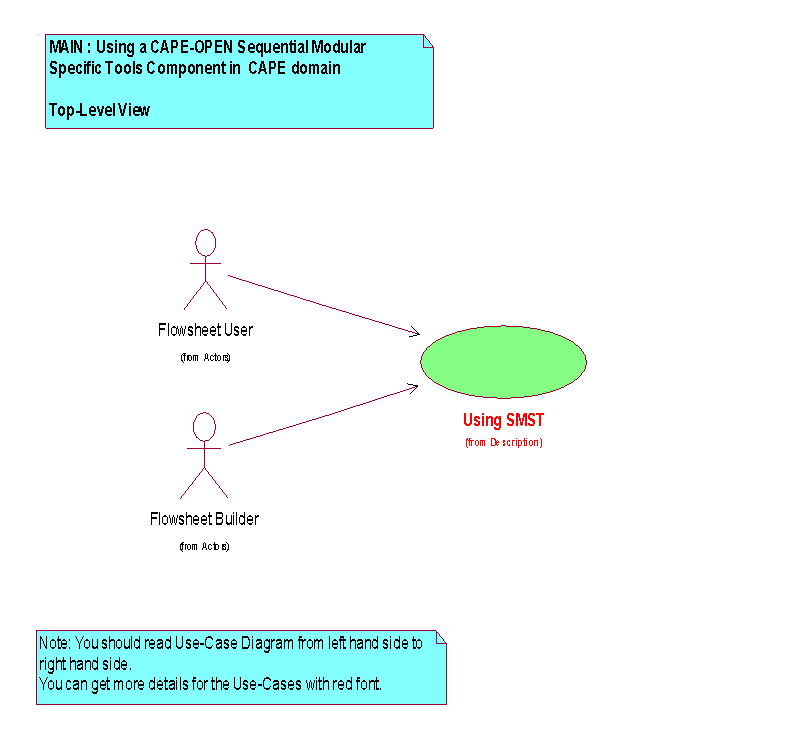 MAIN : Using a CAPE-OPEN Sequential Modular
Specific Tools Component in CAPE domain
Top-Level View
Flowsheet User
(from Actors)
Using SMST
(from Description)
Flowsheet Builder
(from Actors)
Note: You should read Use-Case Diagram from left hand side to
right hand side.
You can get more details for the Use-Cases with red font.